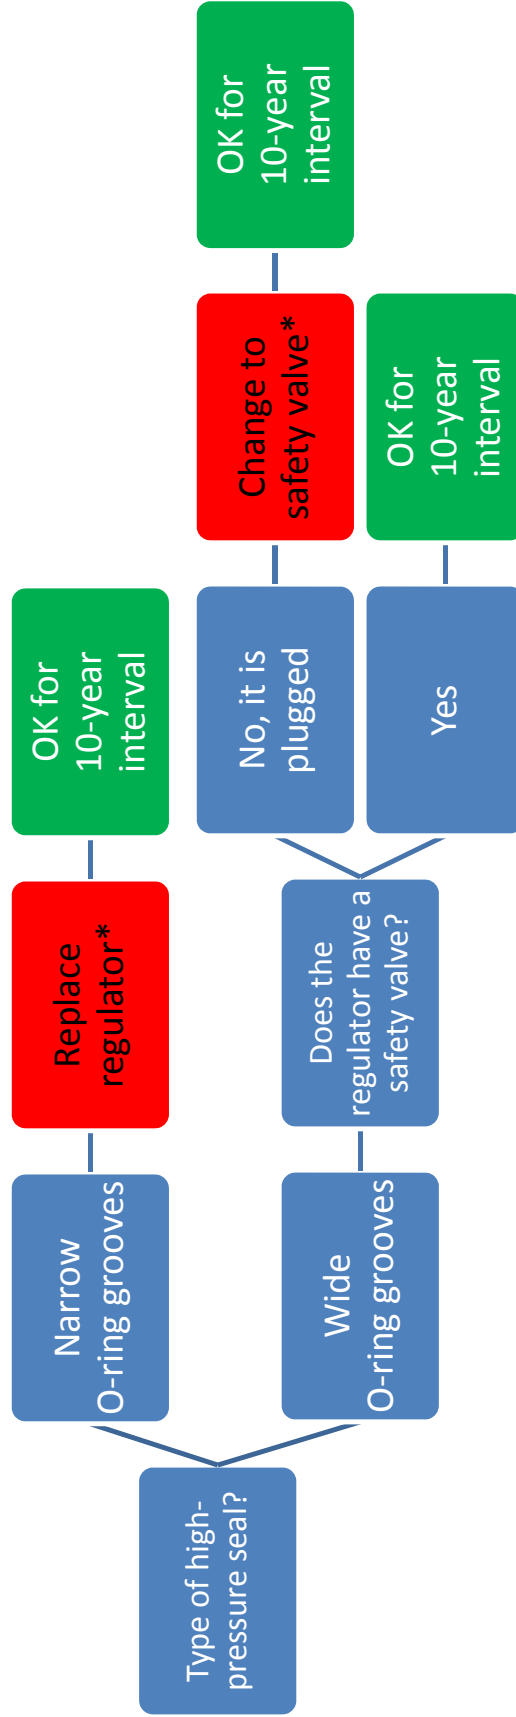 Type of high-
pressure seal?
Narrow
O-ring grooves
Replace
regulator*
OK for
10-year
interval
Wide
O-ring grooves
Does the
regulator have a
safety valve?
No, it is
plugged
Change to
safety valve*
OK for
10-year
interval
Yes
OK for
10-year
interval